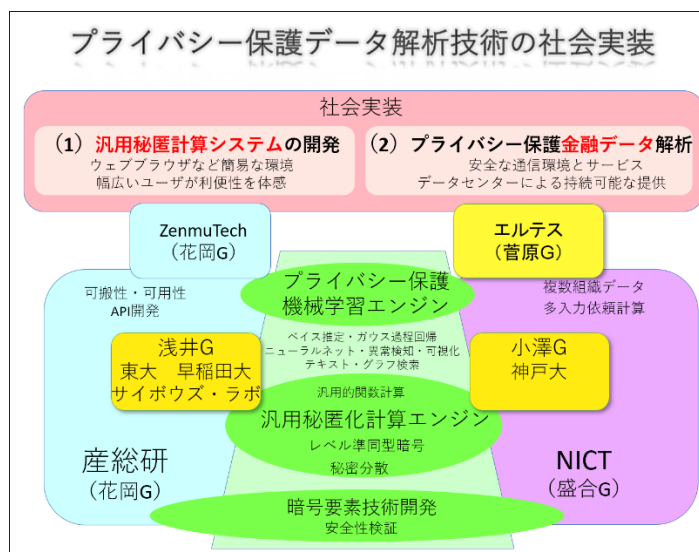 プライバシー保護データ解析技術の社会実装
社会実装
（1）汎用秘匿計算システムの開発
ウェブブラウザなど簡易な環境
幅広いユーザが利便性を体感
（2）プライバシー保護金融データ解析
安全な通信環境とサービス
データセンターによる持続可能な提供
ZenmuTech
（花岡G）
エルテス
（菅原G）
可搬性・可用性
API開発
プライバシー保護
機械学習エンジン
複数組織データ
多入力依頼計算
浅井G
東大 早稲田大
サイボウズ・ラボ
ベイス推定・ガウス過程回帰
ニューラルネット・異常検知・可視化
テキスト・グラフ検索
小澤G
神戸大
汎用的関数計算
汎用秘匿化計算エンジン
レベル準同型暗号
秘密分散
産総研
（花岡G）
NICT
（盛合G）
暗号要素技術開発
安全性検証